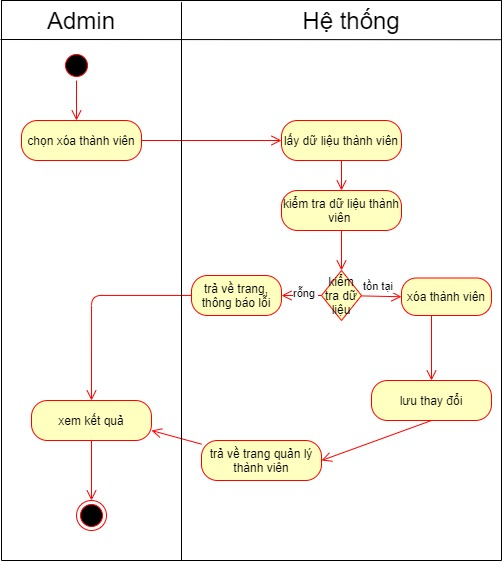 Admin
Hệ thống
chọn xóa thành viên
lấy dữ liệu thành viên
kiểm tra dữ liệu thành
viên
kiểm
tra dữ
liệu
rỗng
tồn tại
trả về trang,
thông báo lỗi
xóa thành viên
lưu thay đổi
xem kết quả
trả về trang quản lý
thành viên